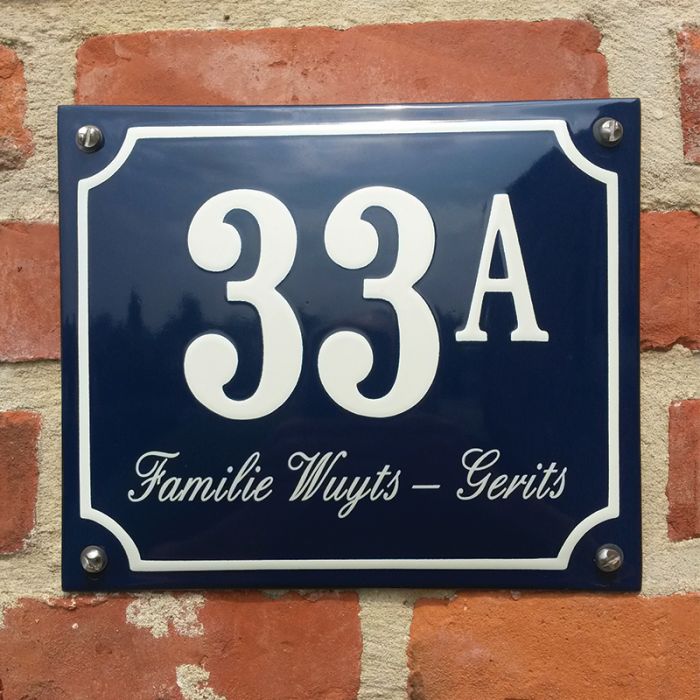 33A
Familie Wuyts – Gerits